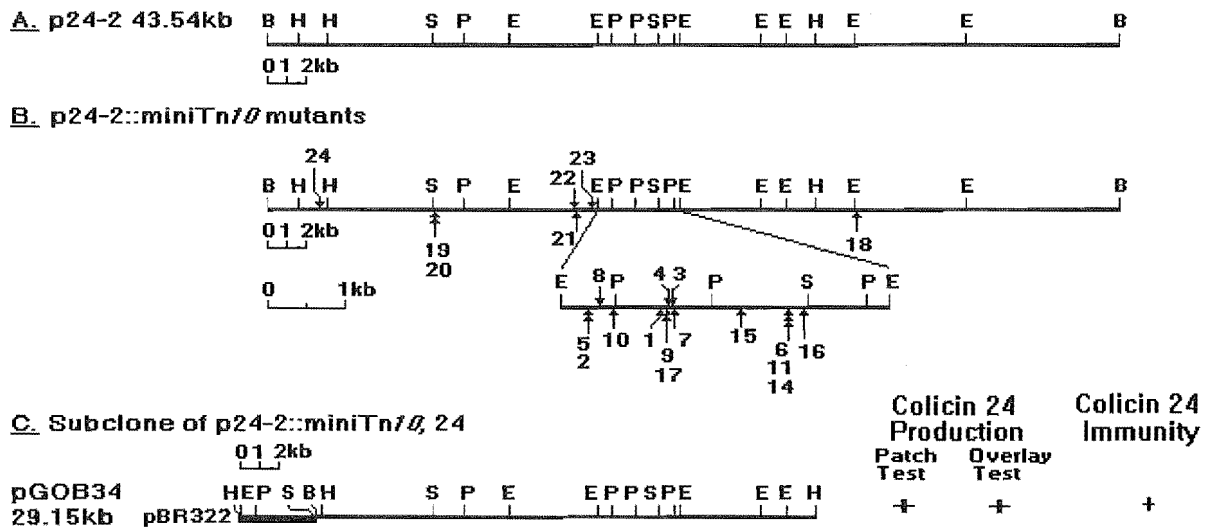 A. p24-2 43.54kb
B H H S P E E P P S P E E E H E E B
0 1 2kb
B. p24-2::miniTn10 mutants
24 23
22
B H H S P E E P P S P E E E H E E B
0 1 2kb
19
20
21
18
0 1kb
E 8 P 4 3 P S P E
5 10 1 9 7 15 6 16
2 17 11
14
C. Subclone of p24-2::miniTn10, 24
0 1 2kb
Colicin 24 Production
Patch Test
Overlay Test
Colicin 24 Immunity
pGOB34
29.15kb
pBR322
H E P S B H S P E E P P S P E E E H
+ + +